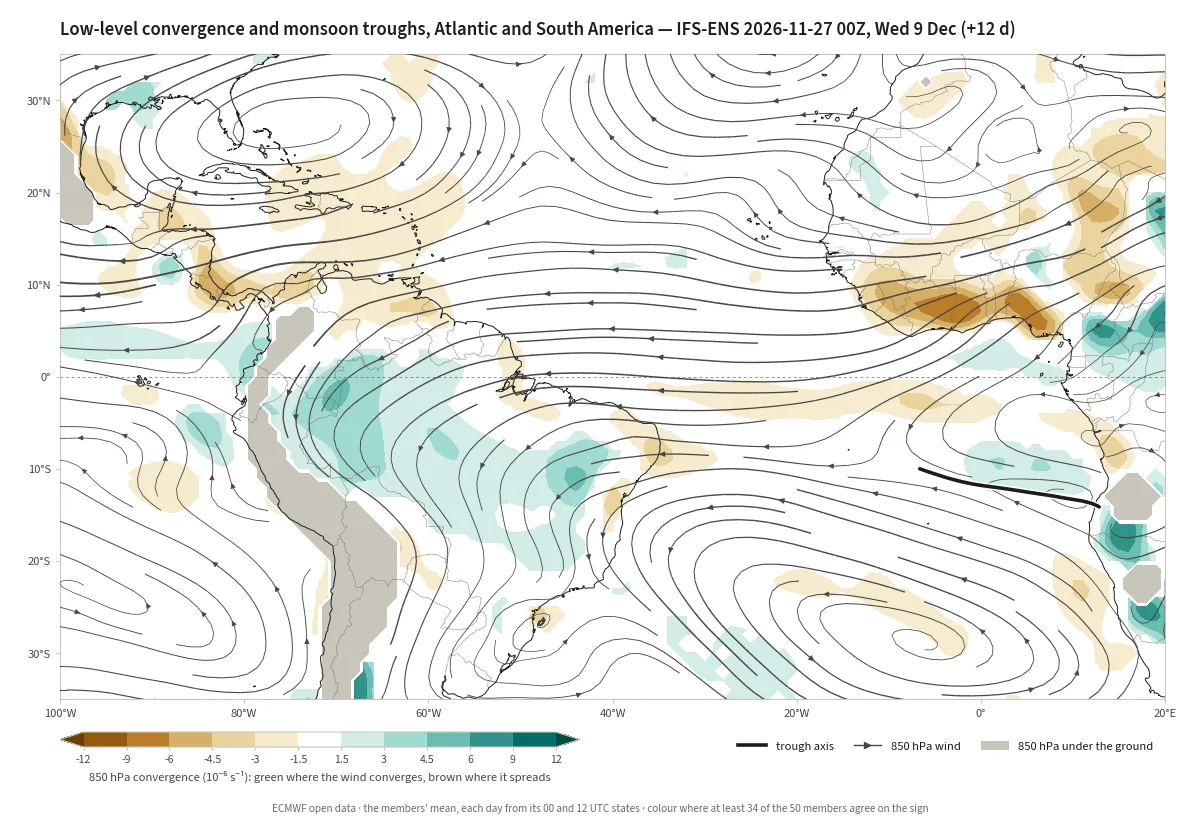 Low-level convergence and monsoon troughs, Atlantic and South America — IFS-ENS 2026-11-27 00Z, Wed 9 Dec (+12 d)
30°N
20°N
10°N
0°
10°S
20°S
30°S
100°W 80°W 60°W 40°W 20°W 0° 20°E
-12 -9 -6 -4.5 -3 -1.5 1.5 3 4.5 6 9 12
850 hPa convergence (10⁻⁶ s⁻¹): green where the wind converges, brown where it spreads
trough axis 850 hPa wind 850 hPa under the ground
ECMWF open data · the members' mean, each day from its 00 and 12 UTC states · colour where at least 34 of the 50 members agree on the sign